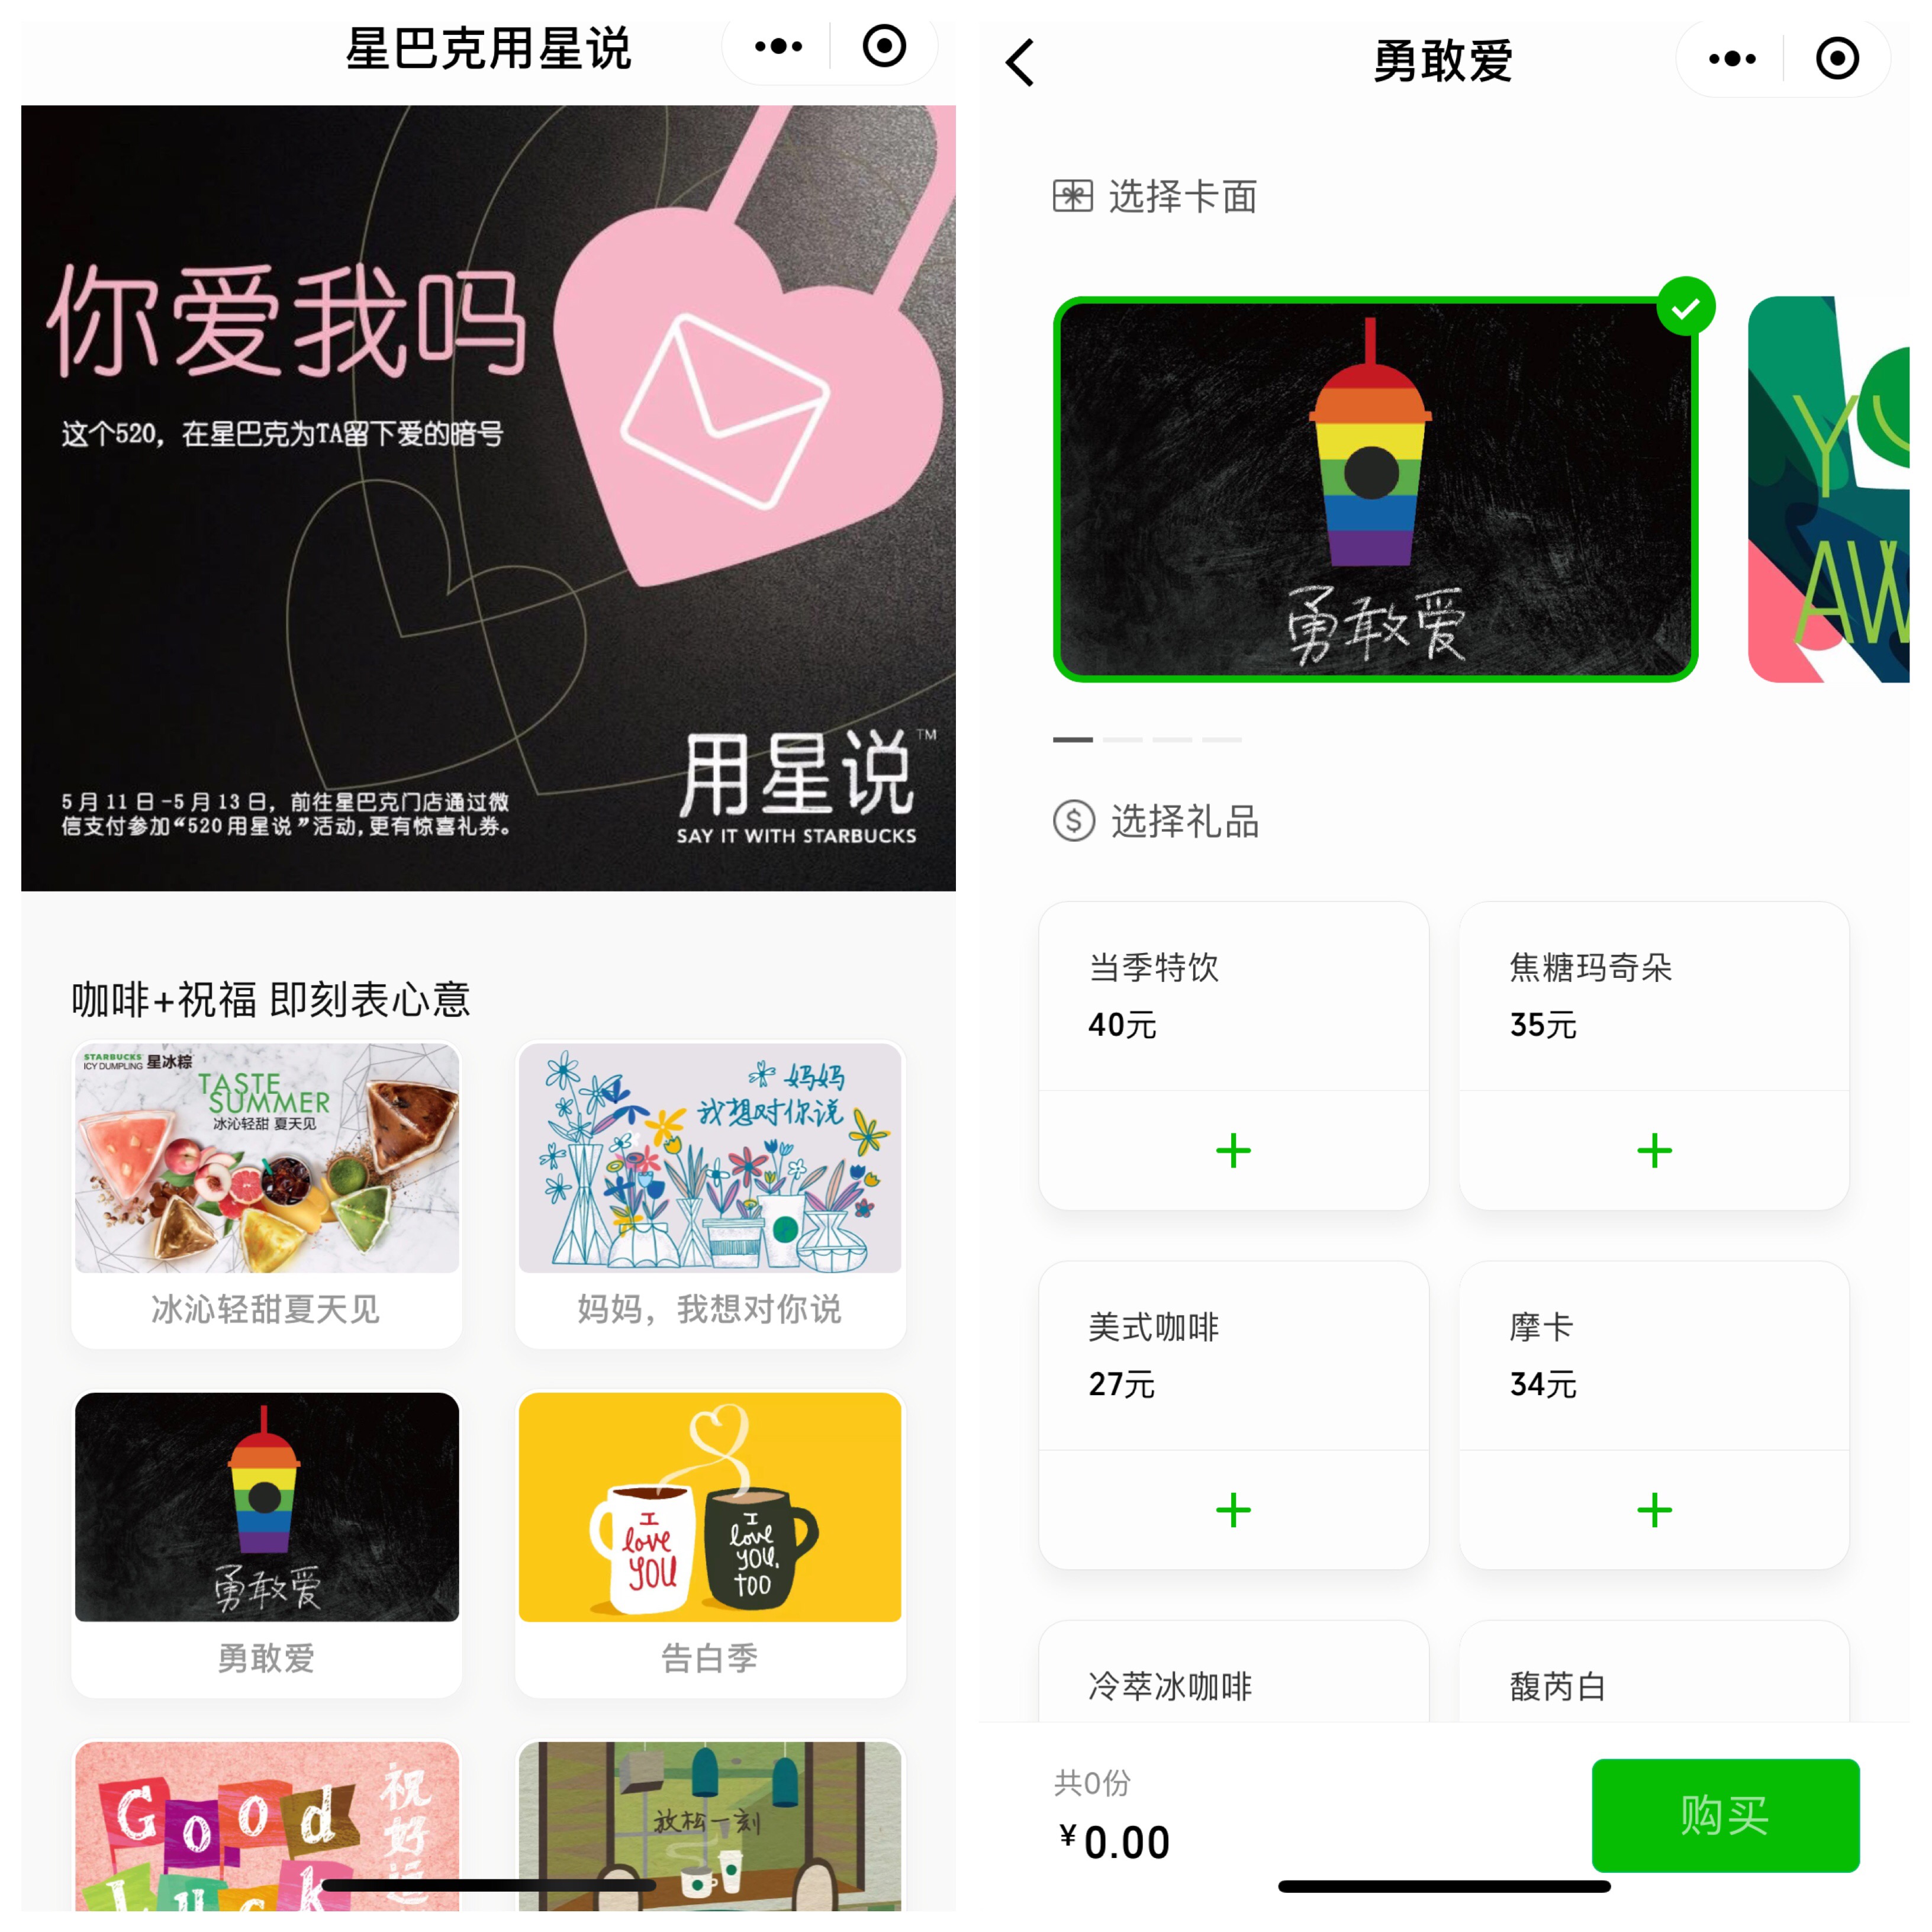 星巴克用星说
你爱我吗
这个520，在星巴克为TA留下爱的暗号
用星说™
SAY IT WITH STARBUCKS
5月11日-5月13日，前往星巴克门店通过微
信支付参加“520用星说”活动,更有惊喜礼券。
咖啡+祝福 即刻表心意
STARBUCKS
ICY DUMPLING 星冰粽
TASTE
SUMMER
冰沁轻甜 夏天见
冰沁轻甜夏天见
妈妈
我想对你说
妈妈，我想对你说
勇敢爱
勇敢爱
I
love
YOU
I
love
YOU.
TOO
告白季
Good
Luck
祝好运
放松一刻
勇敢爱
选择卡面
勇敢爱
AW
选择礼品
当季特饮
40元
焦糖玛奇朵
35元
美式咖啡
27元
摩卡
34元
冷萃冰咖啡
馥芮白
共0份
¥0.00
购买